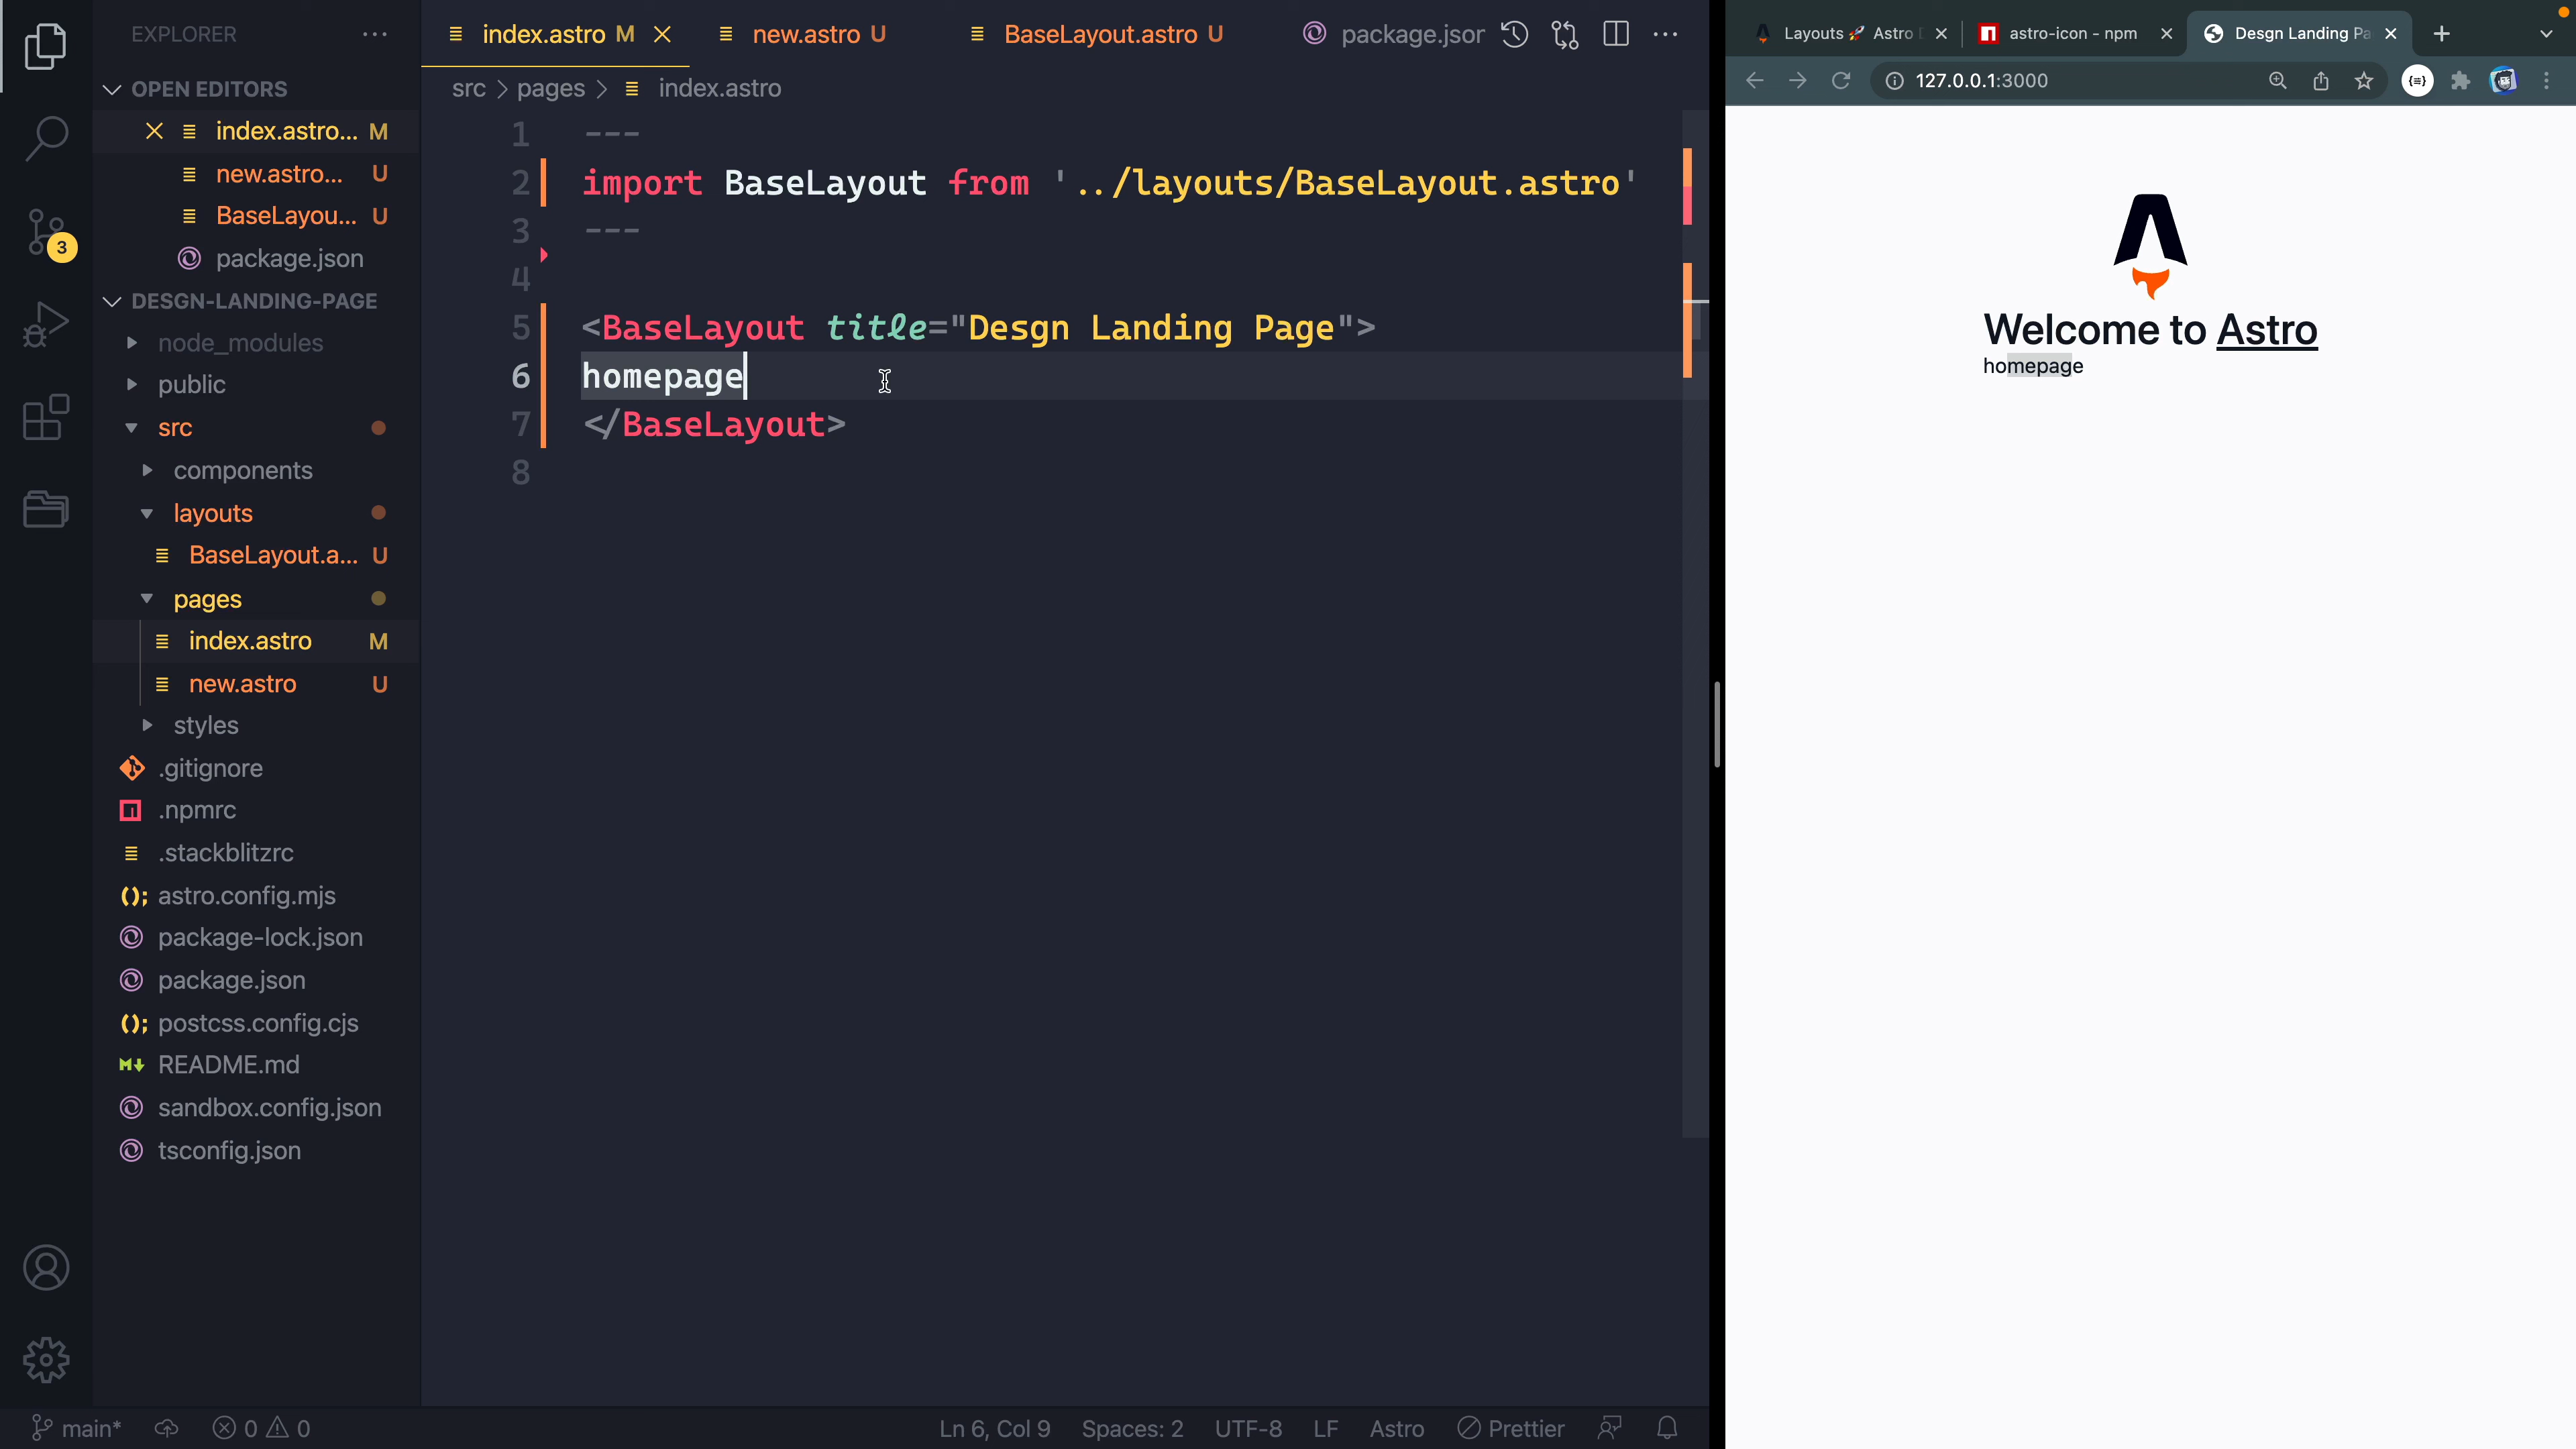 EXPLORER
OPEN EDITORS
index.astro... M
new.astro... U
BaseLayou... U
package.json
DESGN-LANDING-PAGE
node_modules
public
src
components
layouts
BaseLayout.a... U
pages
index.astro M
new.astro U
styles
.gitignore
.npmrc
.stackblitzrc
astro.config.mjs
package-lock.json
package.json
postcss.config.cjs
README.md
sandbox.config.json
tsconfig.json
3
index.astro M
new.astro U
BaseLayout.astro U
package.jsor
src > pages > index.astro
1 ---
2 import BaseLayout from '../layouts/BaseLayout.astro'
3 ---
4
5 <BaseLayout title="Desgn Landing Page">
6 homepage
7 </BaseLayout>
8
main* 0 0
Ln 6, Col 9 Spaces: 2 UTF-8 LF Astro Prettier
Layouts 🚀 Astro
astro-icon - npm
Desgn Landing Pa
127.0.0.1:3000
Welcome to Astro
homepage